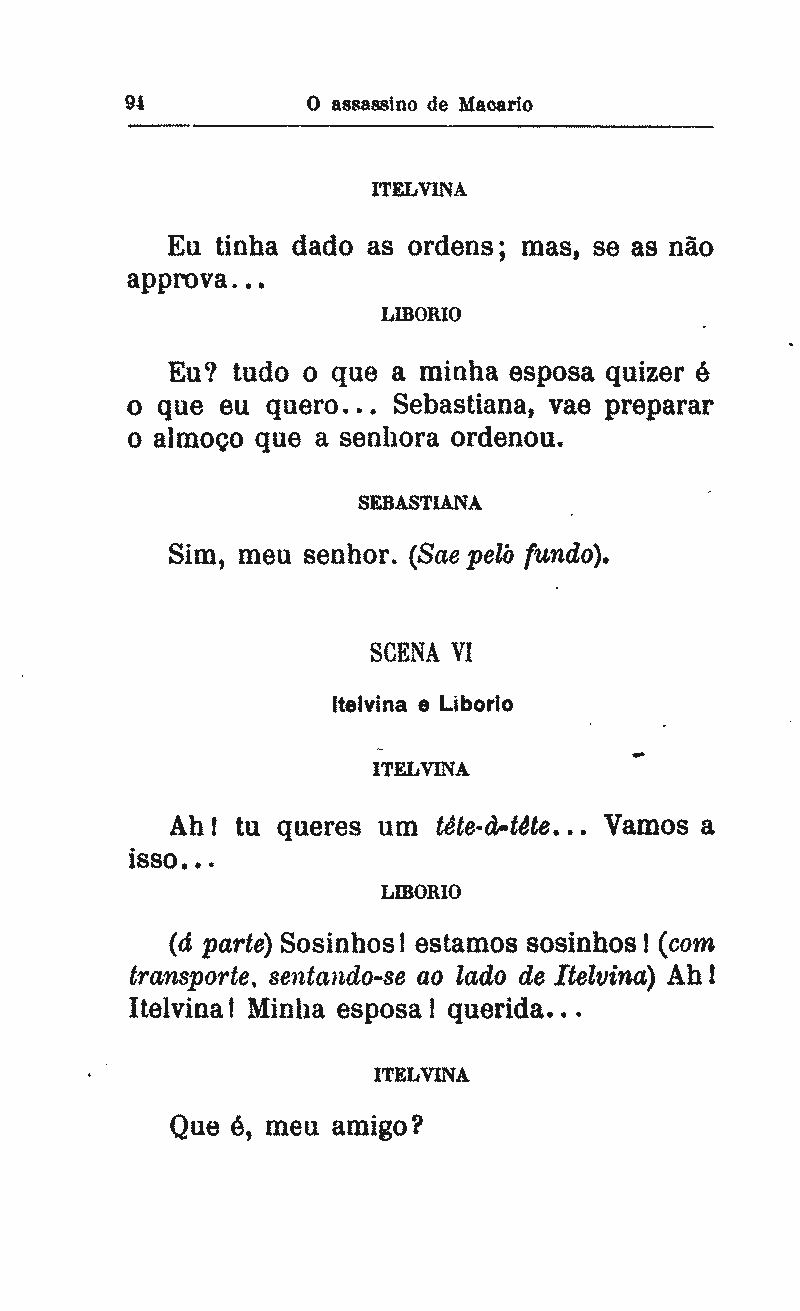 94 O assassino de Macario
ITELVINA
Eu tinha dado as ordens; mas, se as não
approva...
LIBORIO
Eu? tudo o que a minha esposa quizer é
o que eu quero... Sebastiana, vae preparar
o almoço que a senhora ordenou.
SEBASTIANA
Sim, meu senhor. (Sae pelo fundo).
SCENA VI
Itelvina e Liborio
ITELVINA
Ah! tu queres um tête-à-tête... Vamos a
isso...
LIBORIO
(á parte) Sosinhos! estamos sosinhos! (com
transporte, sentando-se ao lado de Itelvina) Ah!
Itelvina! Minha esposa! querida...
ITELVINA
Que é, meu amigo?